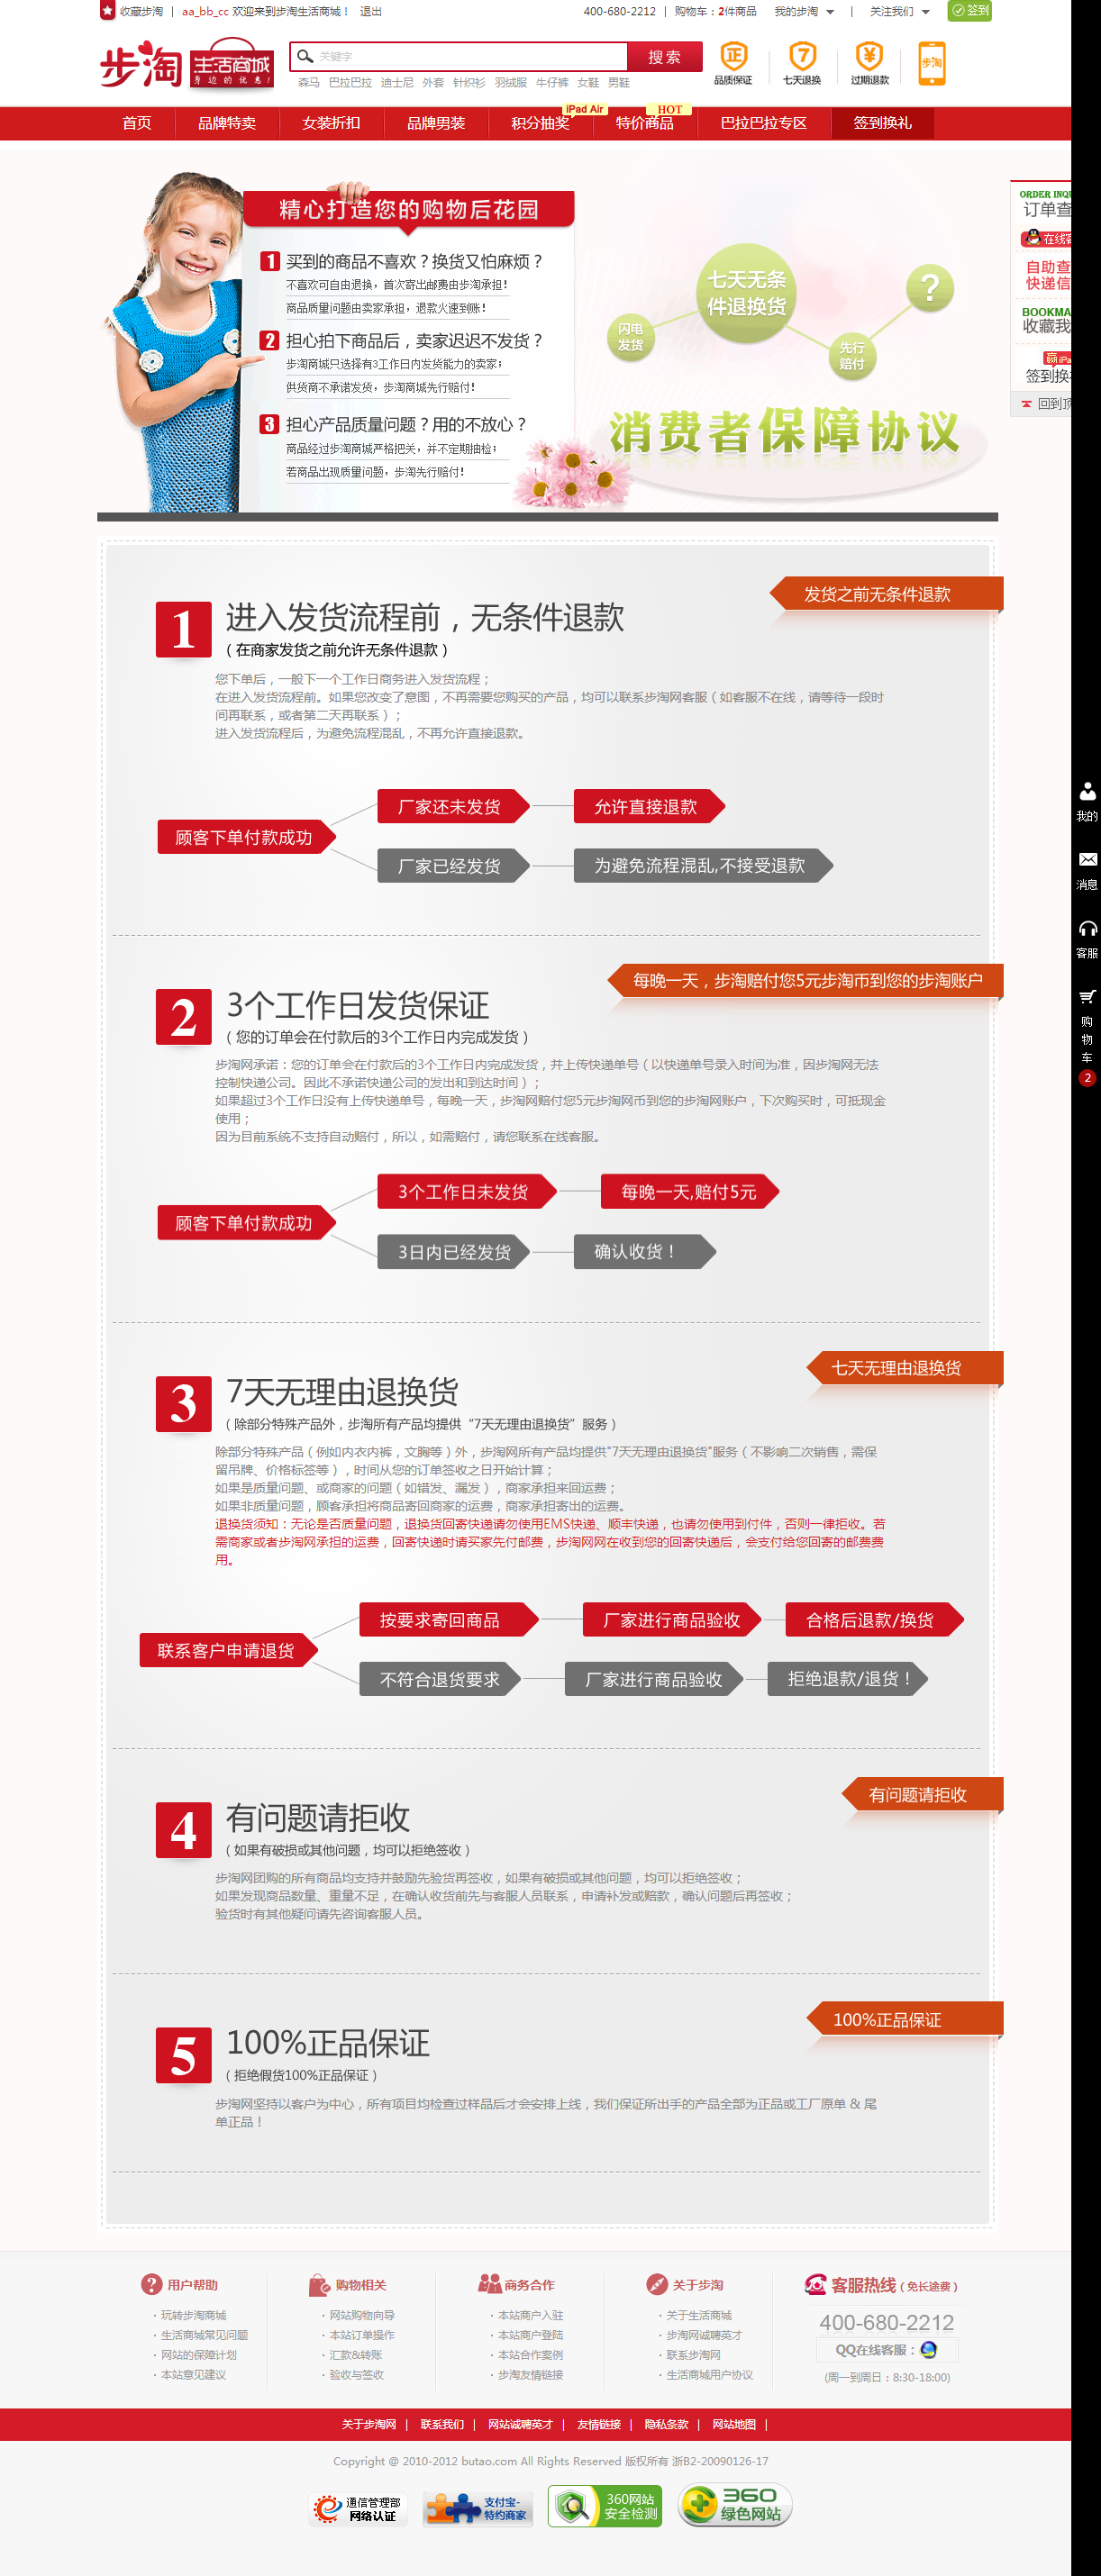 收藏步淘 | aa_bb_cc 欢迎来到步淘生活商城！ 退出
400-680-2212 | 购物车：2件商品 我的步淘 | 关注我们 签到
步淘 生活商城
身边的优惠!
关键字
搜索
森马 巴拉巴拉 迪士尼 外套 针织衫 羽绒服 牛仔裤 女鞋 男鞋
正 7 ¥ 步淘
品质保证 七天退换 过期退款
iPad Air HOT
首页 品牌特卖 女装折扣 品牌男装 积分抽奖 特价商品 巴拉巴拉专区 签到换礼
精心打造您的购物后花园
1 买到的商品不喜欢？换货又怕麻烦？
不喜欢可自由退换，首次寄出邮费由步淘承担!
商品质量问题由卖家承担，退款火速到账!
2 担心拍下商品后，卖家迟迟不发货？
步淘商城只选择有3工作日内发货能力的卖家;
供货商不承诺发货，步淘商城先行赔付!
3 担心产品质量问题？用的不放心？
商品经过步淘商城严格把关，并不定期抽检;
若商品出现质量问题，步淘先行赔付!
七天无条
件退换货
?
闪电
发货
先行
赔付
消费者保障协议
ORDER INQU
订单查
在线客
自助查
快递信
BOOKMA
收藏我
赢iPa
签到换
回到顶
我的
消息
客服
购
物
车
2
发货之前无条件退款
1 进入发货流程前，无条件退款
（在商家发货之前允许无条件退款）
您下单后，一般下一个工作日商务进入发货流程；
在进入发货流程前。如果您改变了意图，不再需要您购买的产品，均可以联系步淘网客服（如客服不在线，请等待一段时
间再联系，或者第二天再联系）；
进入发货流程后，为避免流程混乱，不再允许直接退款。
厂家还未发货 允许直接退款
顾客下单付款成功
厂家已经发货 为避免流程混乱,不接受退款
每晚一天，步淘赔付您5元步淘币到您的步淘账户
2 3个工作日发货保证
（您的订单会在付款后的3个工作日内完成发货）
步淘网承诺：您的订单会在付款后的3个工作日内完成发货，并上传快递单号（以快递单号录入时间为准，因步淘网无法
控制快递公司。因此不承诺快递公司的发出和到达时间）；
如果超过3个工作日没有上传快递单号，每晚一天，步淘网赔付您5元步淘网币到您的步淘网账户，下次购买时，可抵现金
使用；
因为目前系统不支持自动赔付，所以，如需赔付，请您联系在线客服。
3个工作日未发货 每晚一天,赔付5元
顾客下单付款成功
3日内已经发货 确认收货！
七天无理由退换货
3 7天无理由退换货
（除部分特殊产品外，步淘所有产品均提供“7天无理由退换货”服务）
除部分特殊产品（例如内衣内裤，文胸等）外，步淘网所有产品均提供"7天无理由退换货"服务（不影响二次销售，需保
留吊牌、价格标签等），时间从您的订单签收之日开始计算；
如果是质量问题、或商家的问题（如错发、漏发），商家承担来回运费；
如果非质量问题，顾客承担将商品寄回商家的运费，商家承担寄出的运费。
退换货须知：无论是否质量问题，退换货回寄快递请勿使用EMS快递、顺丰快递，也请勿使用到付件，否则一律拒收。若
需商家或者步淘网承担的运费，回寄快递时请买家先付邮费，步淘网网在收到您的回寄快递后，会支付给您回寄的邮费费
用。
按要求寄回商品 厂家进行商品验收 合格后退款/换货
联系客户申请退货
不符合退货要求 厂家进行商品验收 拒绝退款/退货！
有问题请拒收
4 有问题请拒收
（如果有破损或其他问题，均可以拒绝签收）
步淘网团购的所有商品均支持并鼓励先验货再签收，如果有破损或其他问题，均可以拒绝签收；
如果发现商品数量、重量不足，在确认收货前先与客服人员联系，申请补发或赔款，确认问题后再签收；
验货时有其他疑问请先咨询客服人员。
100%正品保证
5 100%正品保证
（拒绝假货100%正品保证）
步淘网坚持以客户为中心，所有项目均检查过样品后才会安排上线，我们保证所出手的产品全部为正品或工厂原单 & 尾
单正品！
用户帮助 购物相关 商务合作 关于步淘 客服热线（免长途费）
· 玩转步淘商城 · 网站购物向导 · 本站商户入驻 · 关于生活商城 400-680-2212
· 生活商城常见问题 · 本站订单操作 · 本站商户登陆 · 步淘网诚聘英才
· 网站的保障计划 · 汇款&转账 · 本站合作案例 · 联系步淘网 QQ在线客服：
· 本站意见建议 · 验收与签收 · 步淘友情链接 · 生活商城用户协议 (周一到周日：8:30-18:00)
关于步淘网 | 联系我们 | 网站诚聘英才 | 友情链接 | 隐私条款 | 网站地图 |
Copyright @ 2010-2012 butao.com All Rights Reserved 版权所有 浙B2-20090126-17
通信管理部
网络认证
支付宝-
特约商家
360网站
安全检测
360
绿色网站